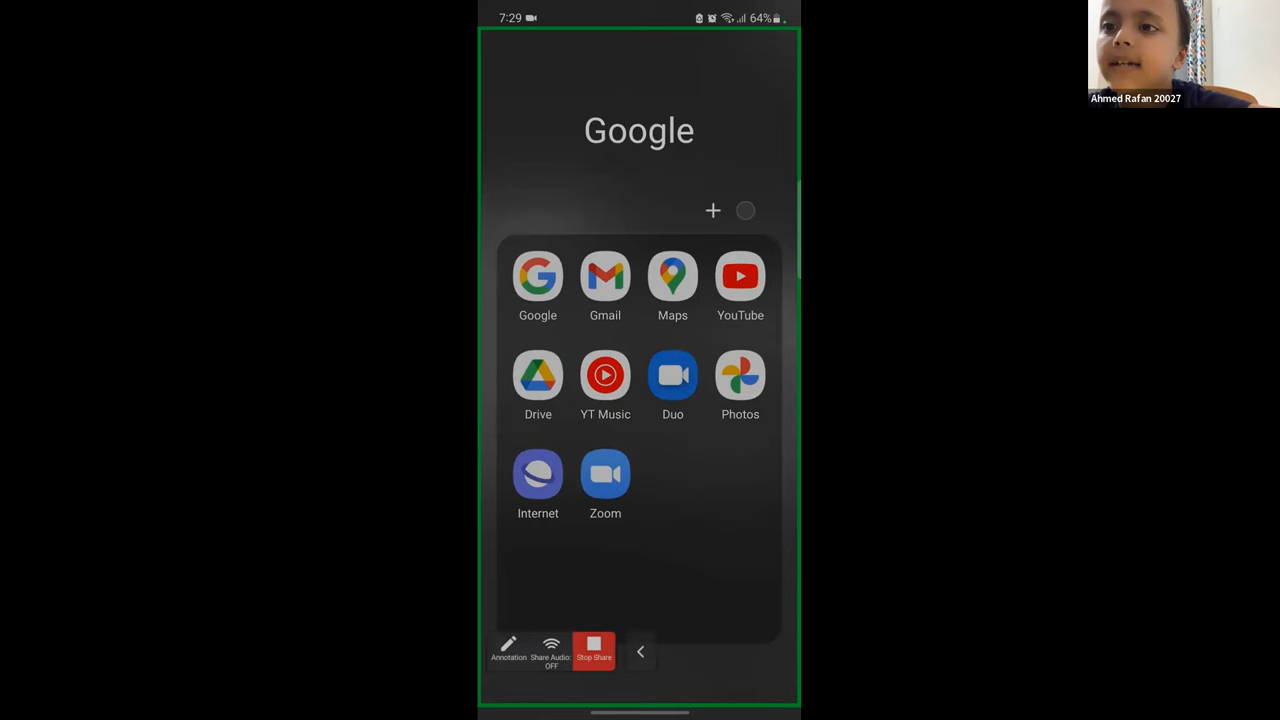 7:29
64%
Google
Google Gmail Maps YouTube
Drive YT Music Duo Photos
Internet Zoom
Annotation Share Audio: OFF Stop Share
Ahmed Rafan 20027